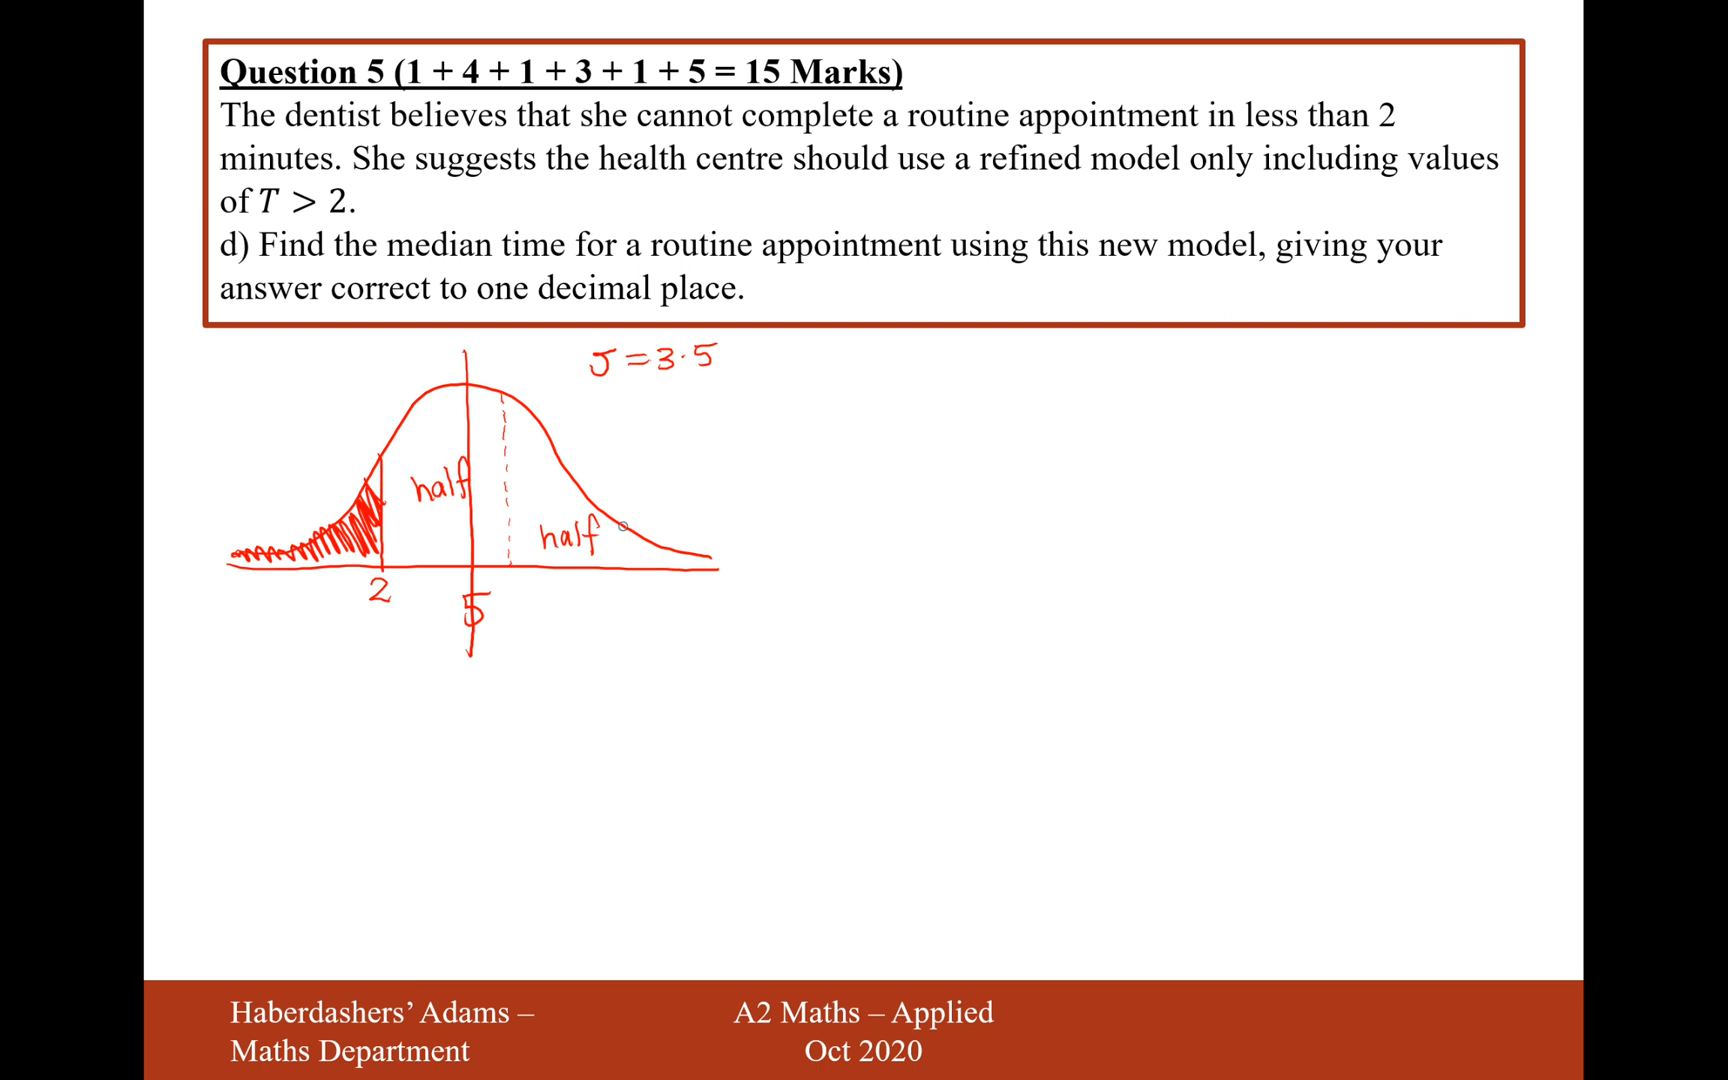 Question 5 (1 + 4 + 1 + 3 + 1 + 5 = 15 Marks)
The dentist believes that she cannot complete a routine appointment in less than 2
minutes. She suggests the health centre should use a refined model only including values
of T > 2.
d) Find the median time for a routine appointment using this new model, giving your
answer correct to one decimal place.
σ = 3.5
half
half
2
5
Haberdashers’ Adams –
Maths Department
A2 Maths – Applied
Oct 2020